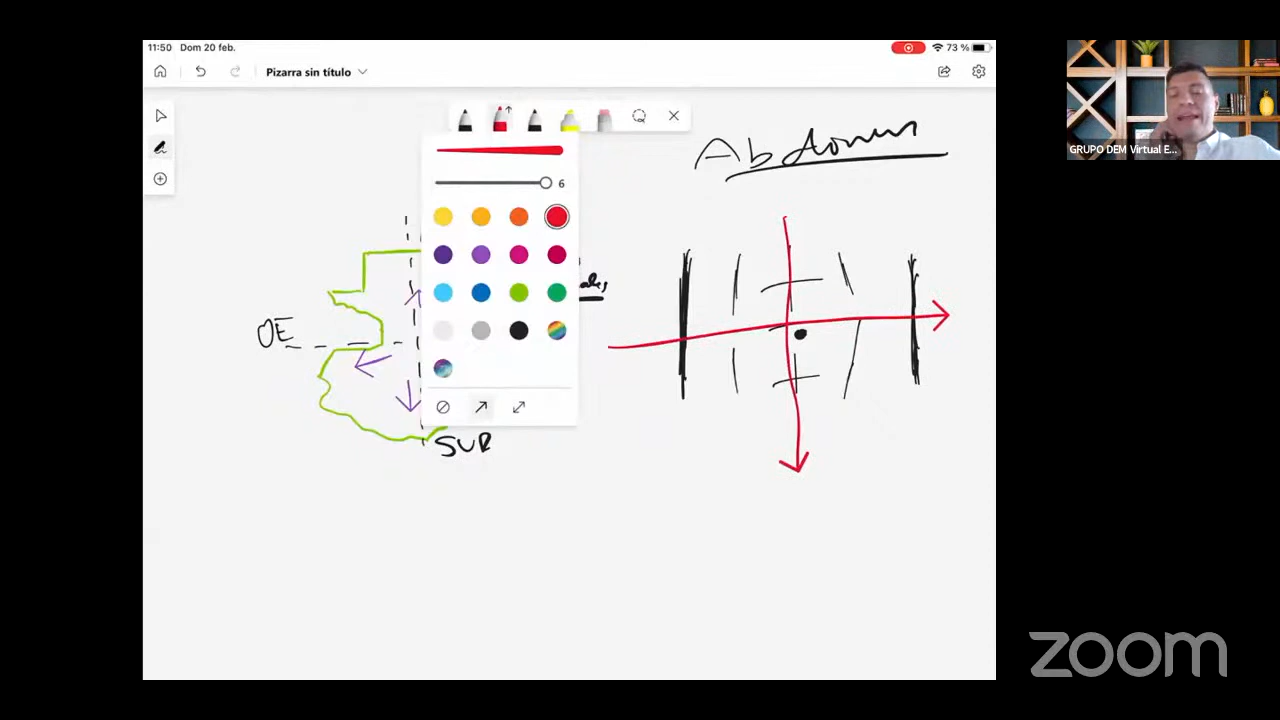 11:50 Dom 20 feb.
73 %
Pizarra sin título
Abdomen
6
OE
SUR
GRUPO DEM Virtual E...
zoom